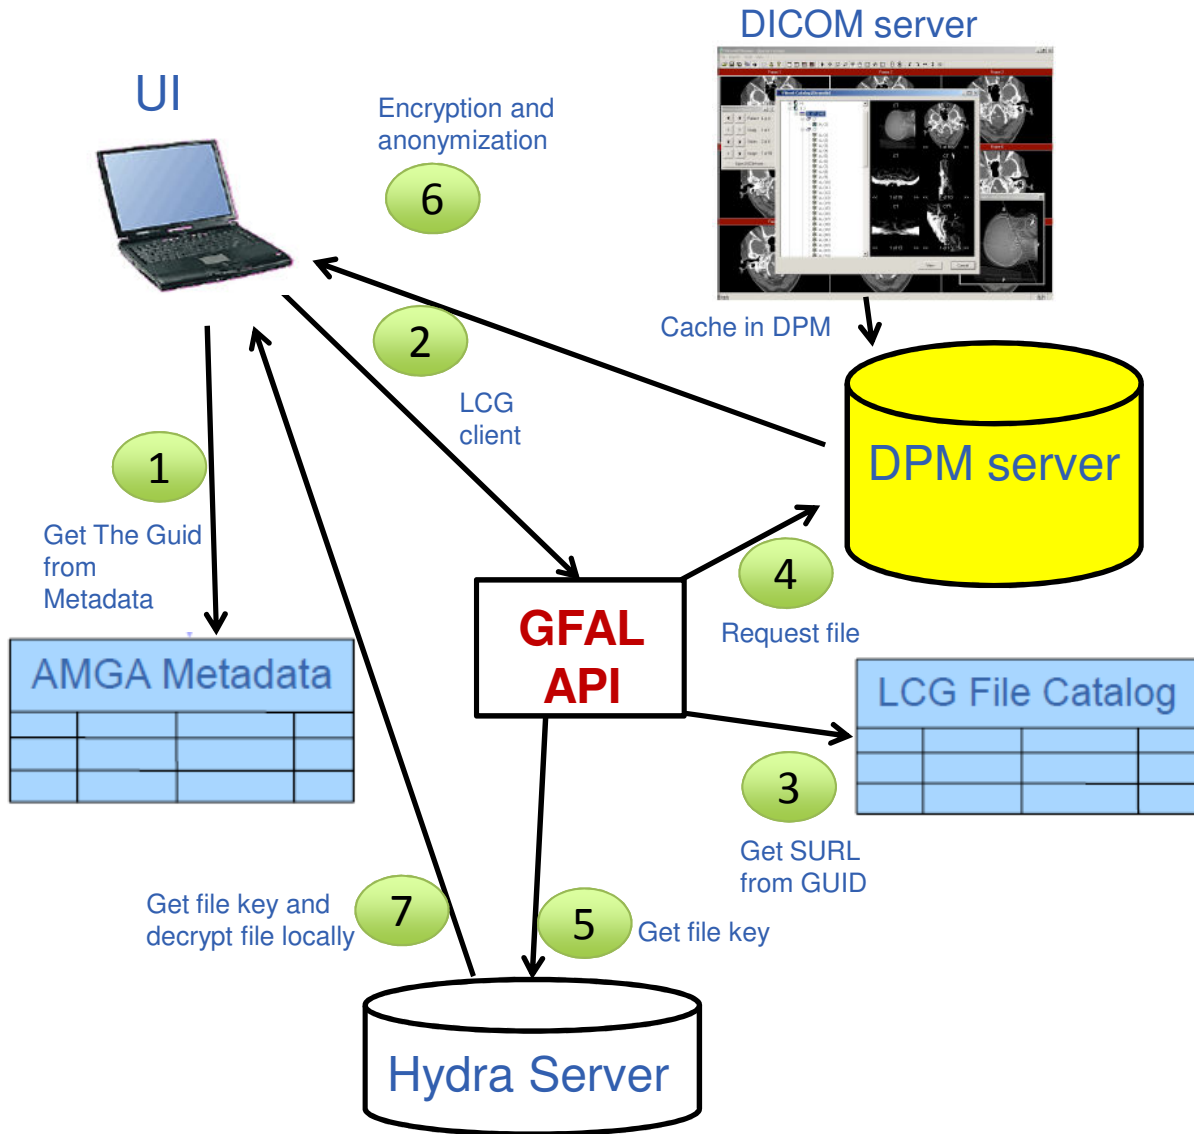 DICOM server
UI
Encryption and
anonymization
6
Cache in DPM
2
LCG
client
DPM server
1
Get The Guid
from
Metadata
4
Request file
GFAL
API
AMGA Metadata
LCG File Catalog
3
Get SURL
from GUID
Get file key and
decrypt file locally
7
5
Get file key
Hydra Server